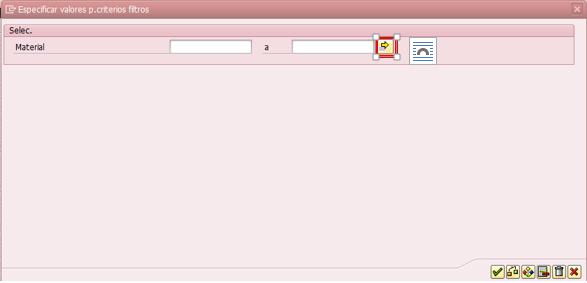 Especificar valores p.criterios filtros
Selec.
Material a